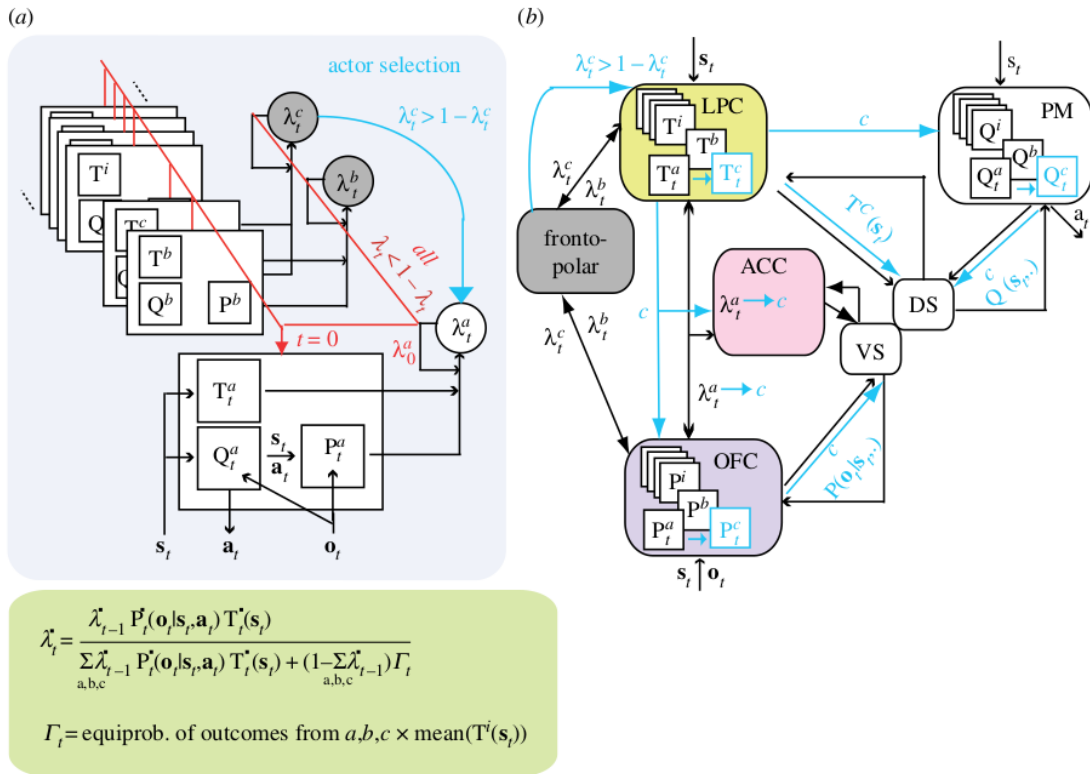 (a)
actor selection
λ_t^c
λ_t^c > 1 − λ_t^c
λ_t^b
T^i
Q
T^c
Q
T^b
Q^b P^b
all
λ_t < 1 − λ_t
λ_t^a
t = 0
λ_0^a
T_t^a
Q_t^a
s_t
a_t
P_t^a
s_t a_t o_t
λ_t^▪ = λ_{t−1}^▪ P_t^▪(o_t|s_t,a_t) T_t^▪(s_t) / Σ_{a,b,c} λ_{t−1}^▪ P_t^▪(o_t|s_t,a_t) T_t^▪(s_t) + (1−Σ_{a,b,c} λ_{t−1}^▪) Γ_t
Γ_t = equiprob. of outcomes from a,b,c × mean(T^i(s_t))
(b)
λ_t^c > 1 − λ_t^c
s_t
LPC
T^i
T^b
T_t^a → T_t^c
c
s_t
PM
Q^i
Q^b
Q_t^a → Q_t^c
a_t
λ_t^c
λ_t^b
fronto-
polar
T^C(s_t)
Q^c(s_t,..)
ACC
λ_t^a → c
c
DS
VS
λ_t^c
λ_t^b
λ_t^a → c
P^c(o_t|s_t,..)
OFC
P^i
P^b
P_t^a → P_t^c
s_t o_t